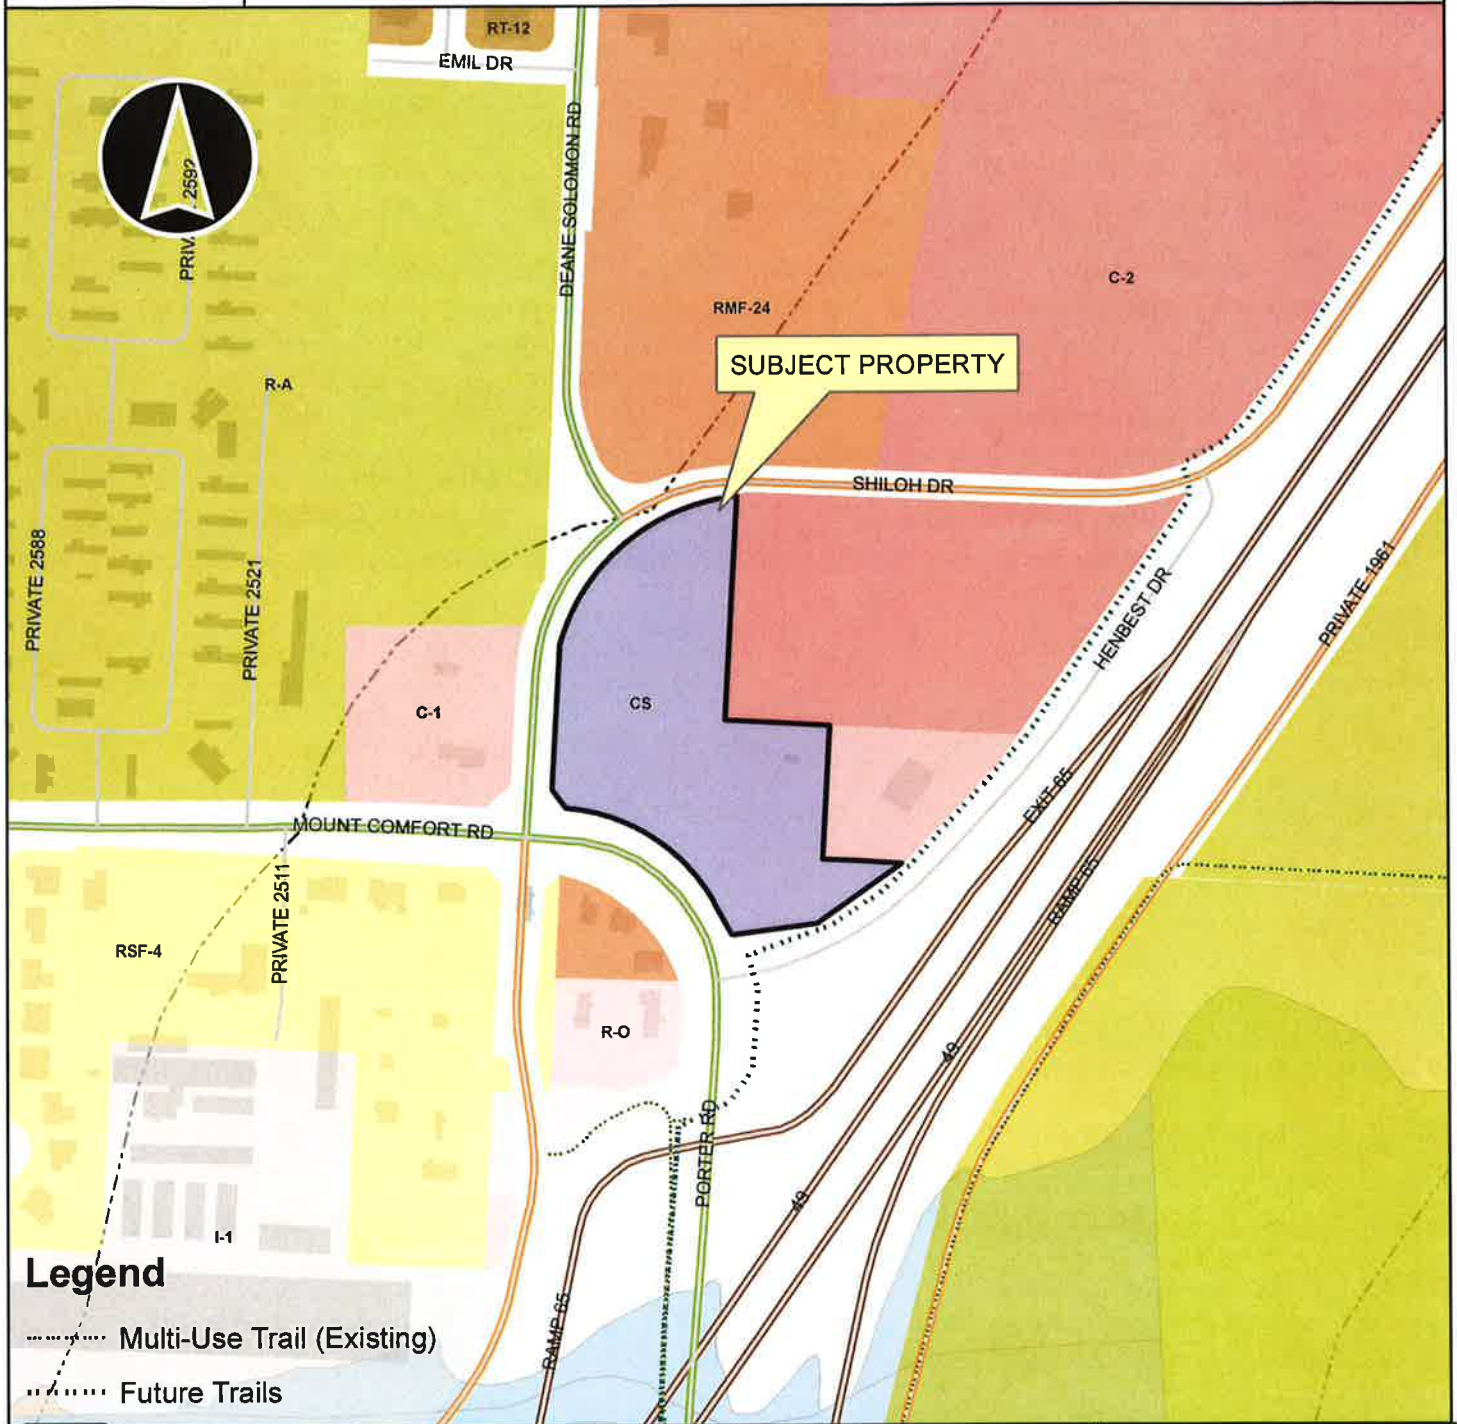 RT-12
EMIL DR
DEANE SOLOMON RD
2592
PRIV
C-2
RMF-24
SUBJECT PROPERTY
R-A
SHILOH DR
PRIVATE 2588
PRIVATE 2521
HENBEST DR
PRIVATE 1961
CS
C-1
EXIT 65
MOUNT COMFORT RD
PRIVATE 2511
RAMP 65
RSF-4
R-O
49
PORTER RD
49
I-1
RAMP 65
Legend
Multi-Use Trail (Existing)
Future Trails